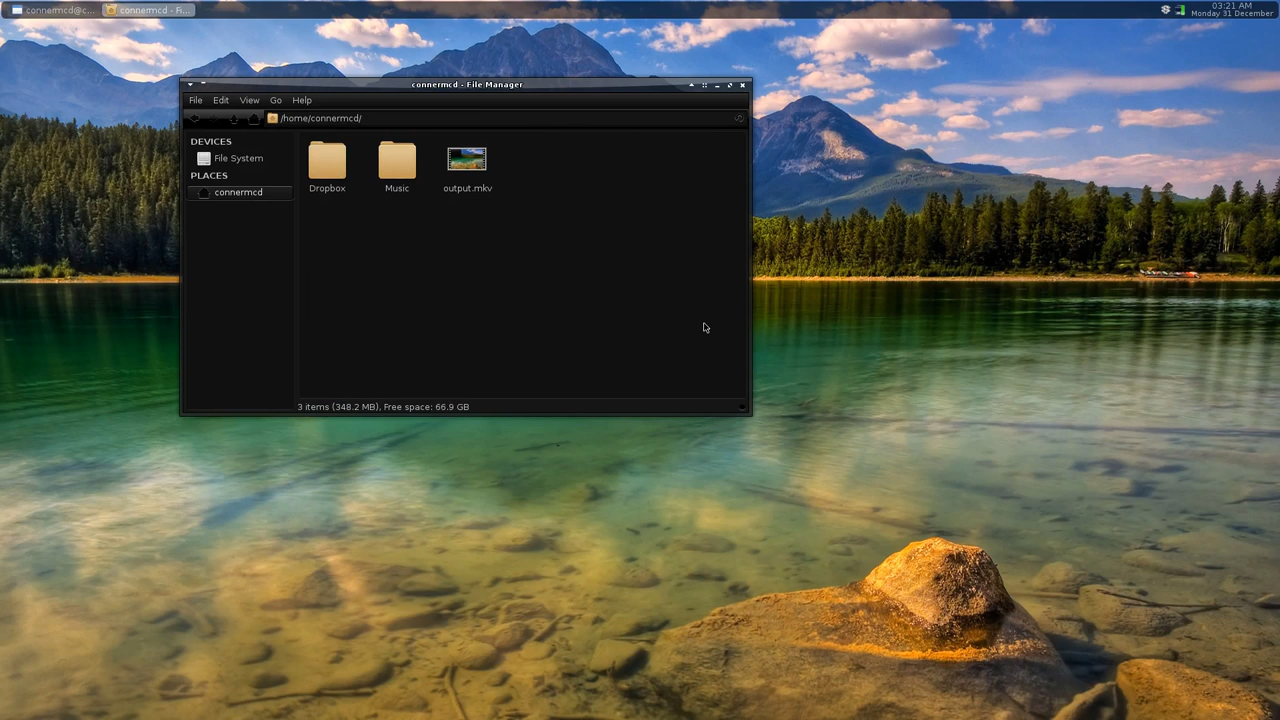 connermcd@c...
connermcd - Fi...
03:21 AM
Monday 31 December
connermcd - File Manager
File Edit View Go Help
/home/connermcd/
DEVICES
File System
PLACES
connermcd
Dropbox
Music
output.mkv
3 items (348.2 MB), Free space: 66.9 GB